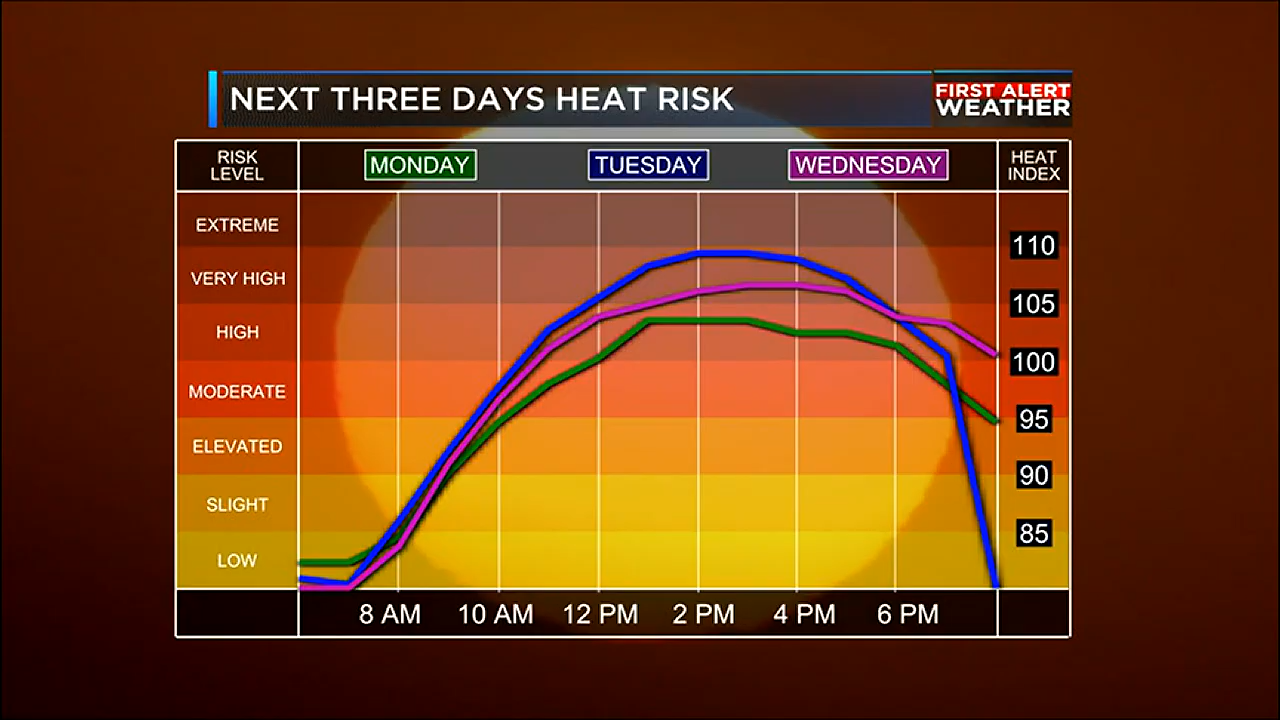 NEXT THREE DAYS HEAT RISK
FIRST ALERT
WEATHER
RISK
LEVEL
MONDAY
TUESDAY
WEDNESDAY
HEAT
INDEX
EXTREME
110
VERY HIGH
105
HIGH
100
MODERATE
95
ELEVATED
90
SLIGHT
85
LOW
8 AM
10 AM
12 PM
2 PM
4 PM
6 PM